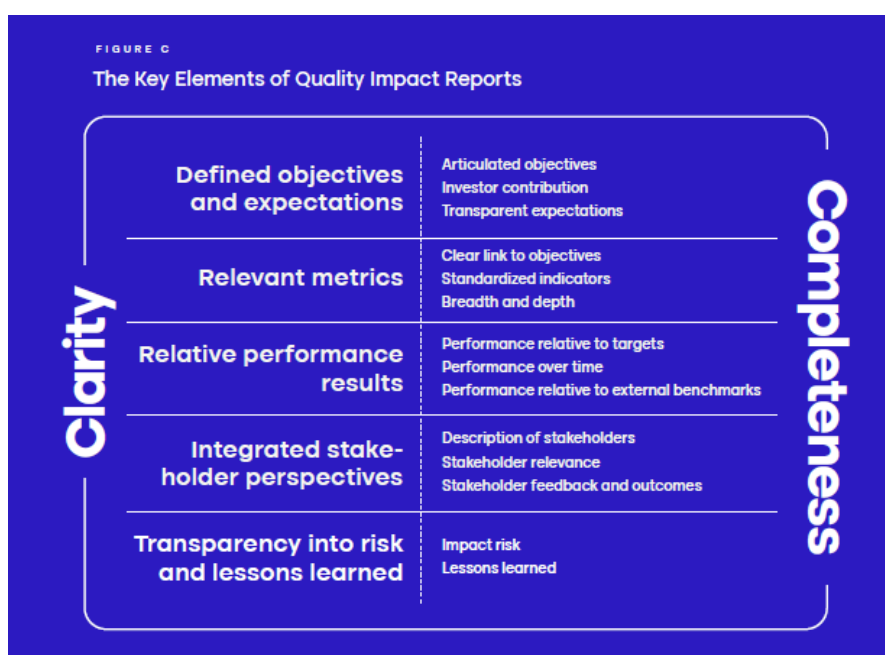 FIGURE C
The Key Elements of Quality Impact Reports
Clarity
Completeness
Defined objectives
and expectations
Articulated objectives
Investor contribution
Transparent expectations
Relevant metrics
Clear link to objectives
Standardized indicators
Breadth and depth
Relative performance
results
Performance relative to targets
Performance over time
Performance relative to external benchmarks
Integrated stake-
holder perspectives
Description of stakeholders
Stakeholder relevance
Stakeholder feedback and outcomes
Transparency into risk
and lessons learned
Impact risk
Lessons learned